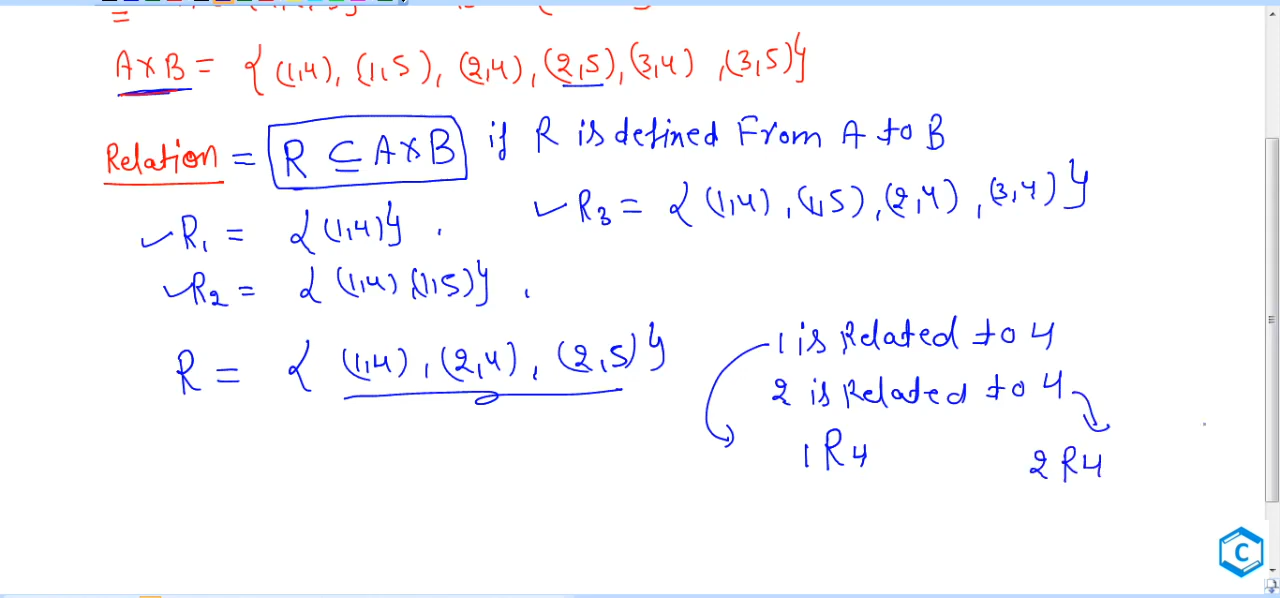 A×B = {(1,4), (1,5), (2,4), (2,5), (3,4), (3,5)}
Relation = R ⊆ A×B if R is defined From A to B
R₁ = {(1,4)}.
R₃ = {(1,4), (1,5), (2,4), (3,4)}
R₂ = {(1,4) (1,5)}.
R = {(1,4), (2,4), (2,5)}
1 is Related to 4
2 is Related to 4
1R4
2R4
C